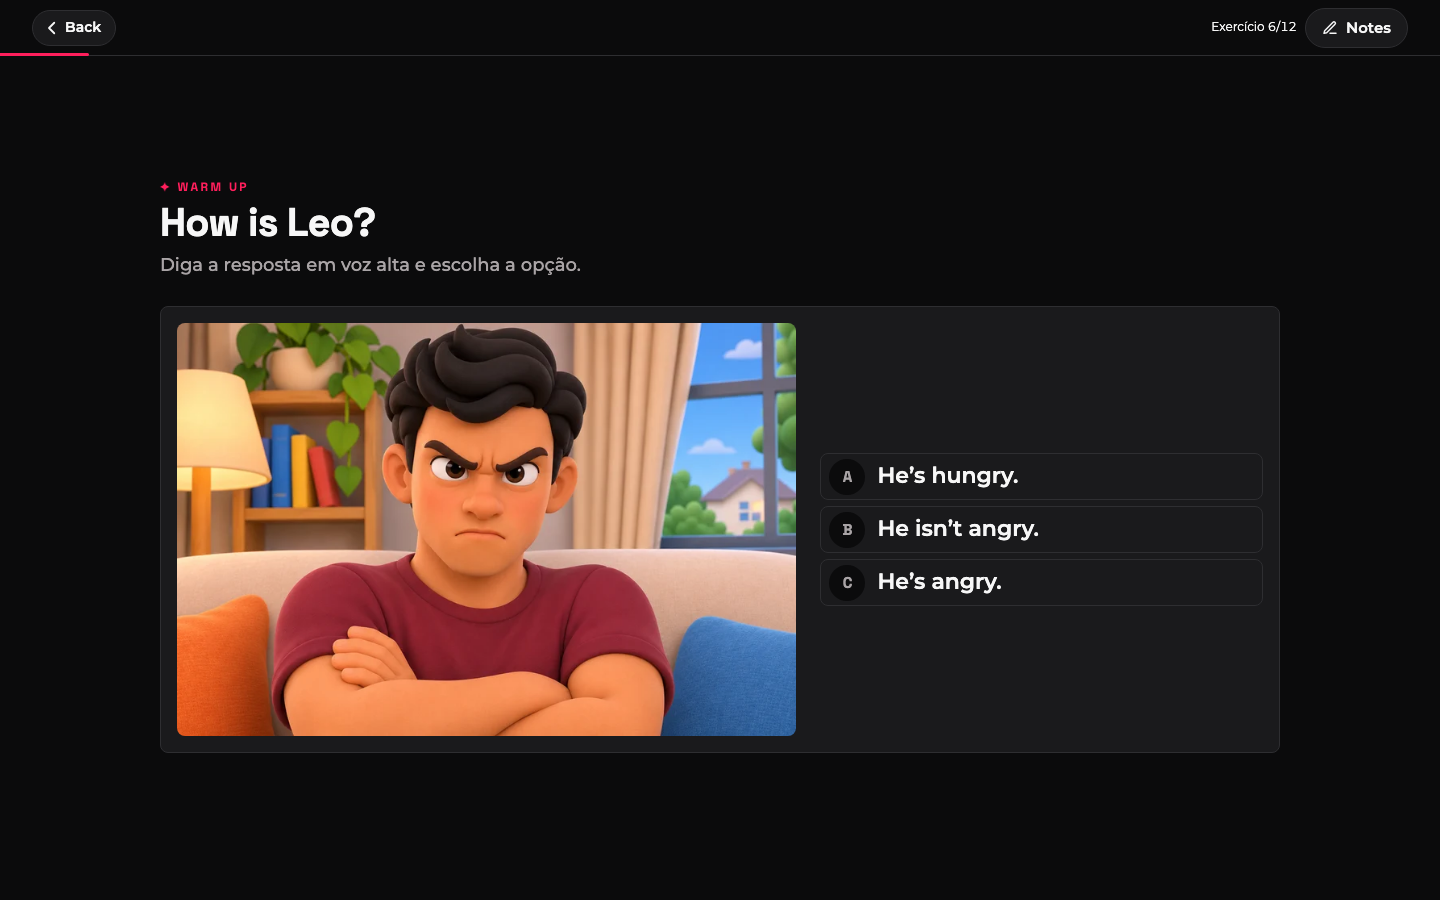 Back
Exercício 6/12
Notes
✦ WARM UP
How is Leo?
Diga a resposta em voz alta e escolha a opção.
A He’s hungry.
B He isn’t angry.
C He’s angry.